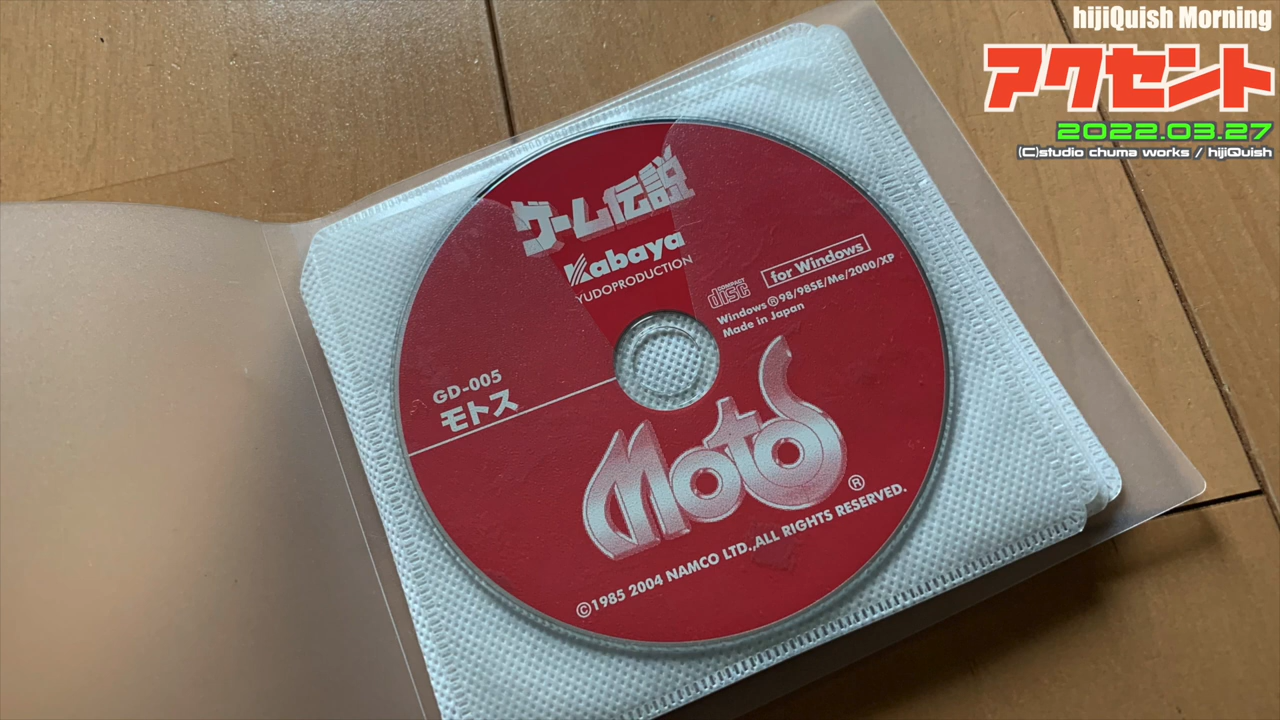 hijiQuish Morning
アクセント
2022.03.27
(C)studio chuma works / hijiQuish
ゲーム伝説
Kabaya
YUDOPRODUCTION
COMPACT
disc
for Windows
Windows®98/98SE/Me/2000/XP
Made in Japan
GD-005
モトス
Motos®
©1985 2004 NAMCO LTD.,ALL RIGHTS RESERVED.